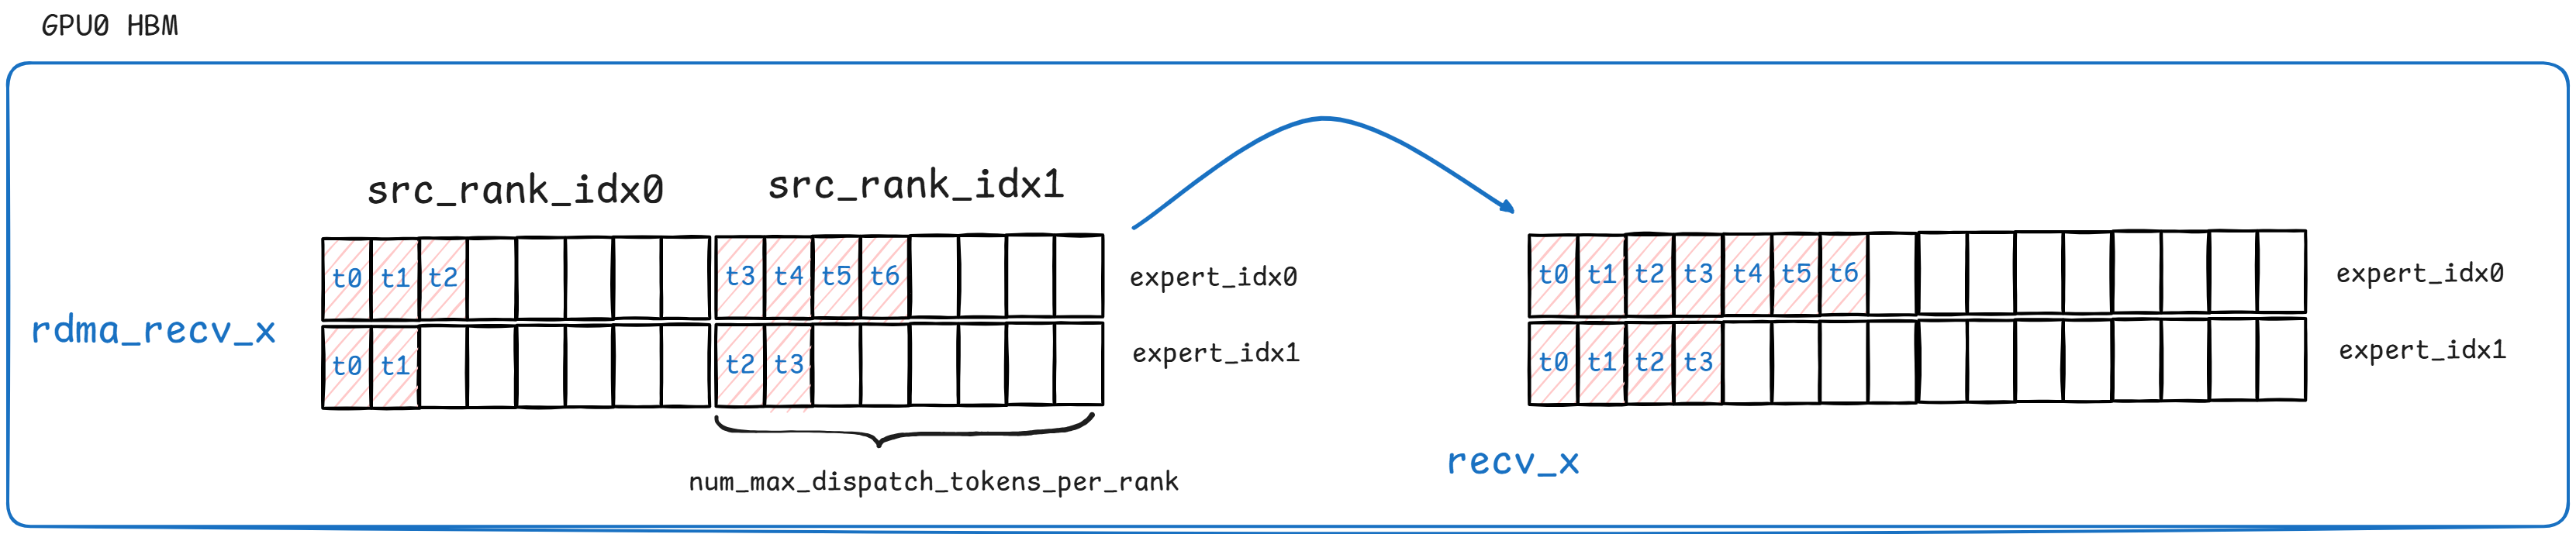 GPU0 HBM
src_rank_idx0 src_rank_idx1
t0 t1 t2 t3 t4 t5 t6 expert_idx0
rdma_recv_x
t0 t1 t2 t3 expert_idx1
num_max_dispatch_tokens_per_rank
t0 t1 t2 t3 t4 t5 t6 expert_idx0
t0 t1 t2 t3 expert_idx1
recv_x